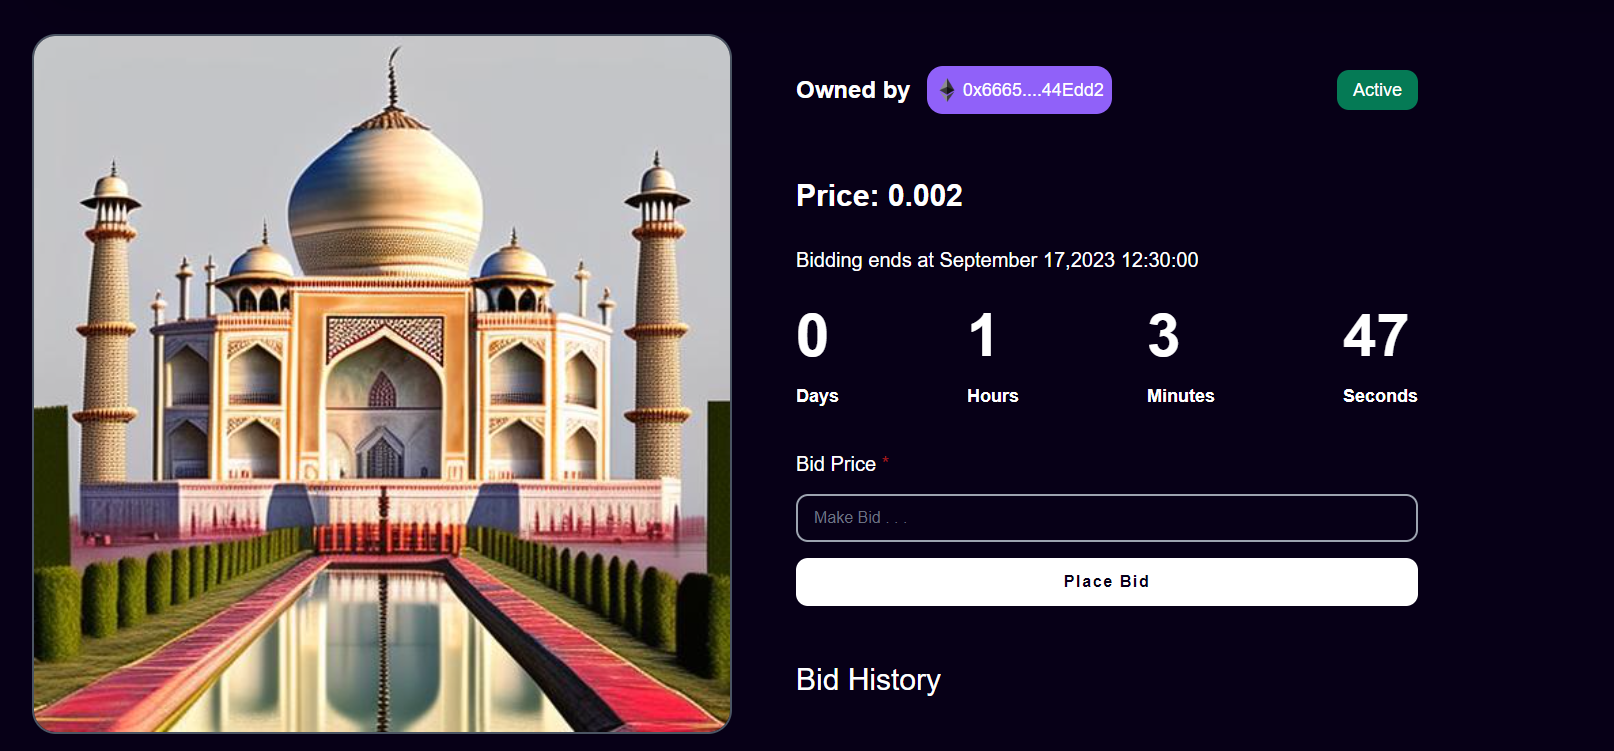 Owned by 0x6665....44Edd2 Active
Price: 0.002
Bidding ends at September 17,2023 12:30:00
0 1 3 47
Days Hours Minutes Seconds
Bid Price *
Make Bid . . .
Place Bid
Bid History